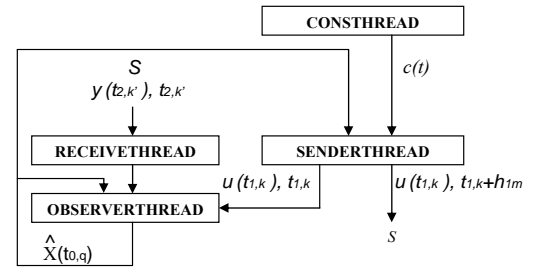 CONSTHREAD
c(t)
S
y (t2,k' ), t2,k'
RECEIVETHREAD
SENDERTHREAD
u (t1,k ), t1,k
u (t1,k ), t1,k+h1m
OBSERVERTHREAD
S
X̂(t0,q)